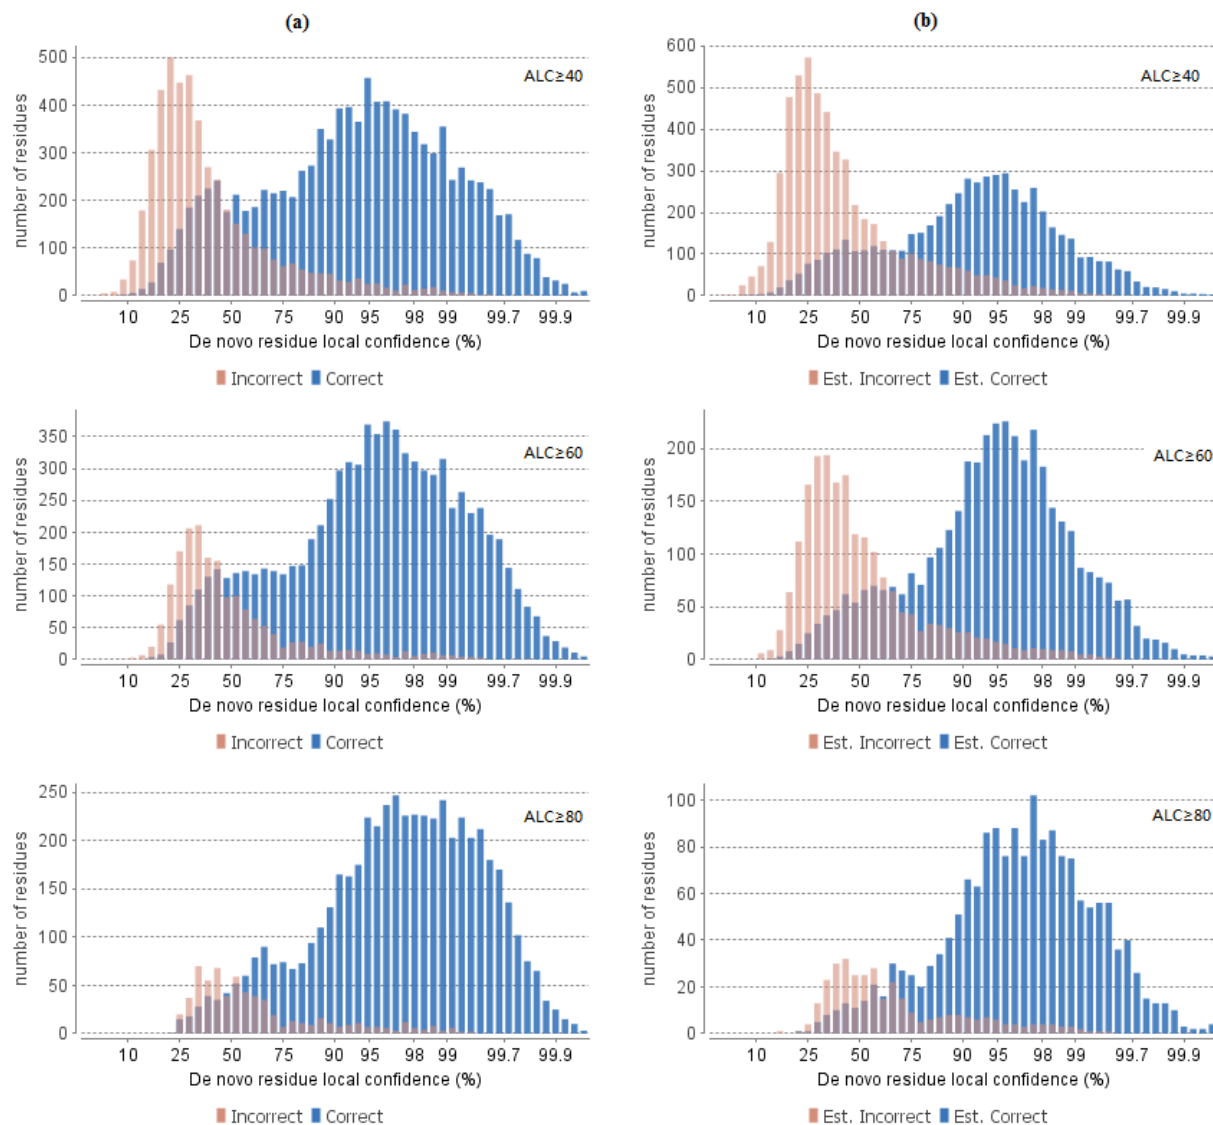 (a)
number of residues
500
400
300
200
100
0
ALC≥40
10 25 50 75 90 95 98 99 99.7 99.9
De novo residue local confidence (%)
Incorrect Correct
(b)
number of residues
600
500
400
300
200
100
0
ALC≥40
10 25 50 75 90 95 98 99 99.7 99.9
De novo residue local confidence (%)
Est. Incorrect Est. Correct
number of residues
350
300
250
200
150
100
50
0
ALC≥60
10 25 50 75 90 95 98 99 99.7 99.9
De novo residue local confidence (%)
Incorrect Correct
number of residues
200
150
100
50
0
ALC≥60
10 25 50 75 90 95 98 99 99.7 99.9
De novo residue local confidence (%)
Est. Incorrect Est. Correct
number of residues
250
200
150
100
50
0
ALC≥80
10 25 50 75 90 95 98 99 99.7 99.9
De novo residue local confidence (%)
Incorrect Correct
number of residues
100
80
60
40
20
0
ALC≥80
10 25 50 75 90 95 98 99 99.7 99.9
De novo residue local confidence (%)
Est. Incorrect Est. Correct